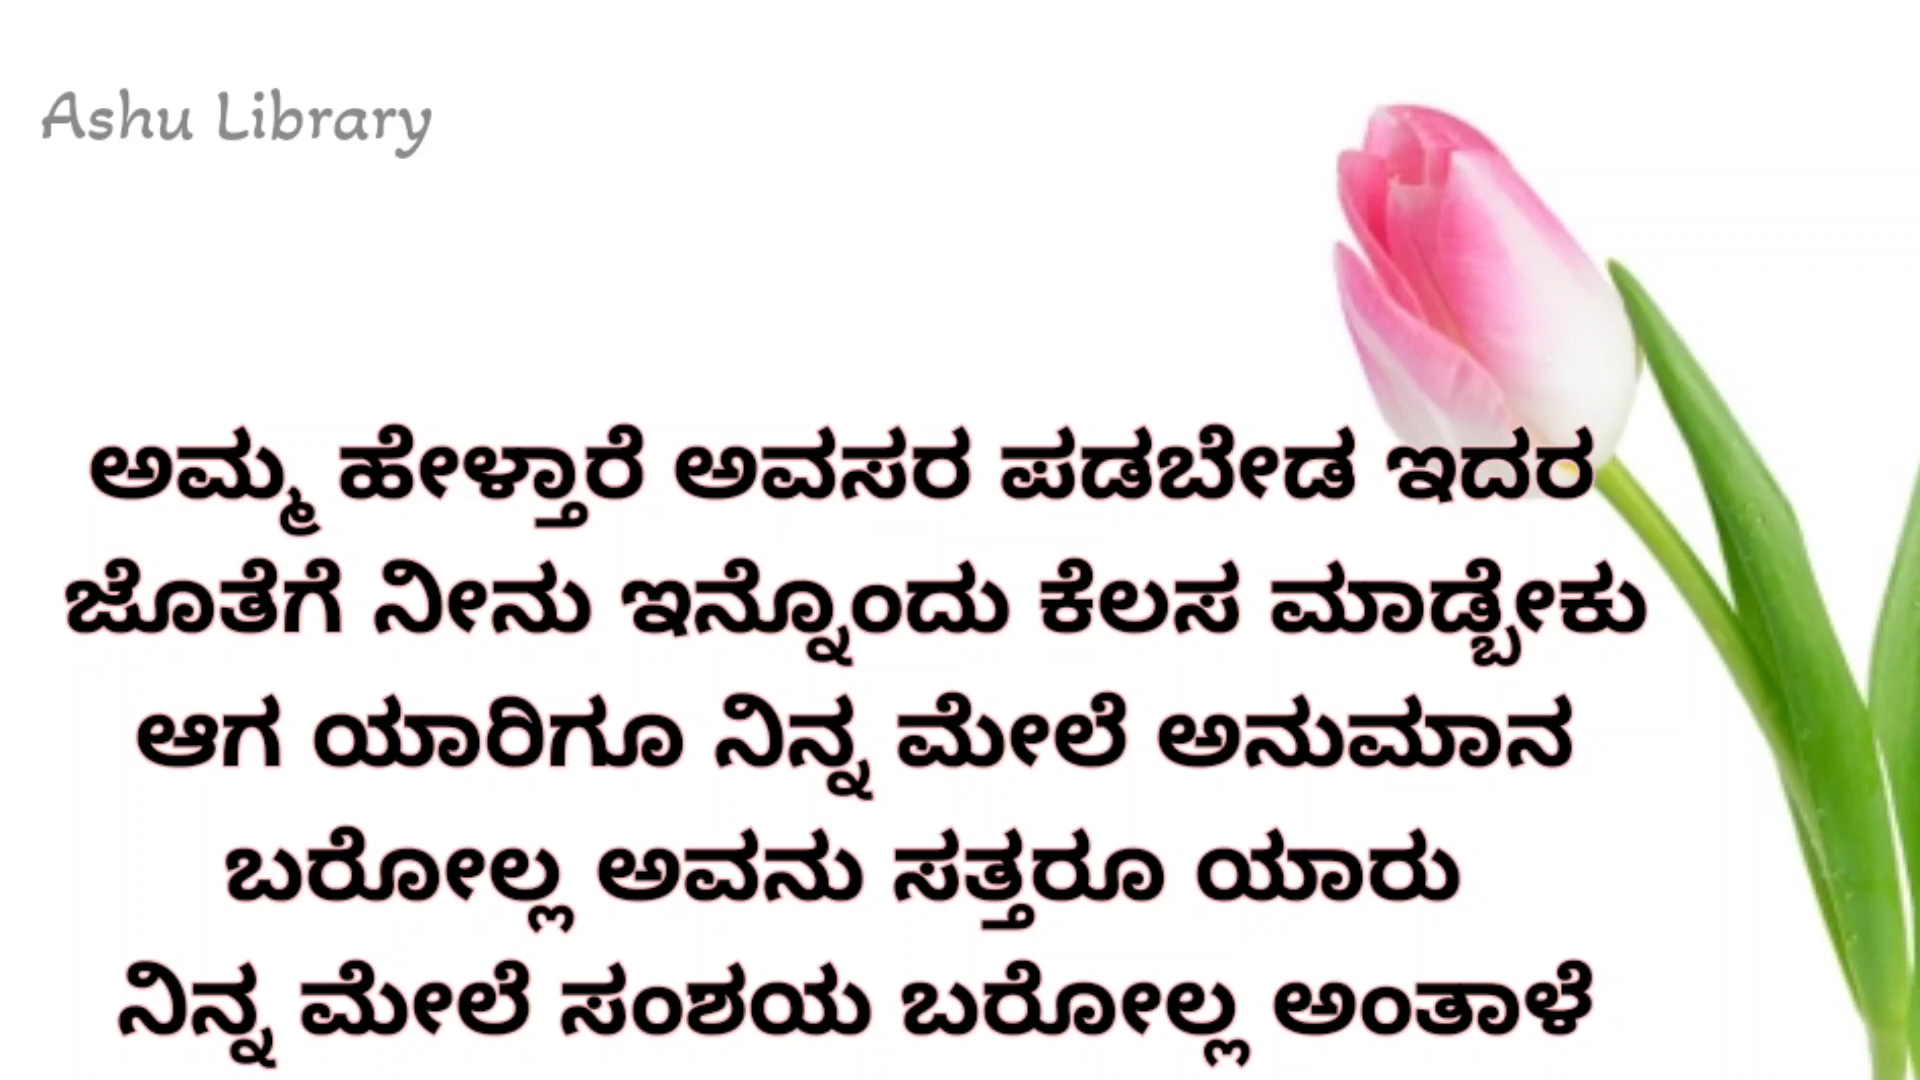 Ashu Library
ಅಮ್ಮ ಹೇಳ್ತಾರೆ ಅವಸರ ಪಡಬೇಡ ಇದರ
ಜೊತೆಗೆ ನೀನು ಇನ್ನೊಂದು ಕೆಲಸ ಮಾಡ್ಬೇಕು
ಆಗ ಯಾರಿಗೂ ನಿನ್ನ ಮೇಲೆ ಅನುಮಾನ
ಬರೋಲ್ಲ ಅವನು ಸತ್ತರೂ ಯಾರು
ನಿನ್ನ ಮೇಲೆ ಸಂಶಯ ಬರೋಲ್ಲ ಅಂತಾಳೆ